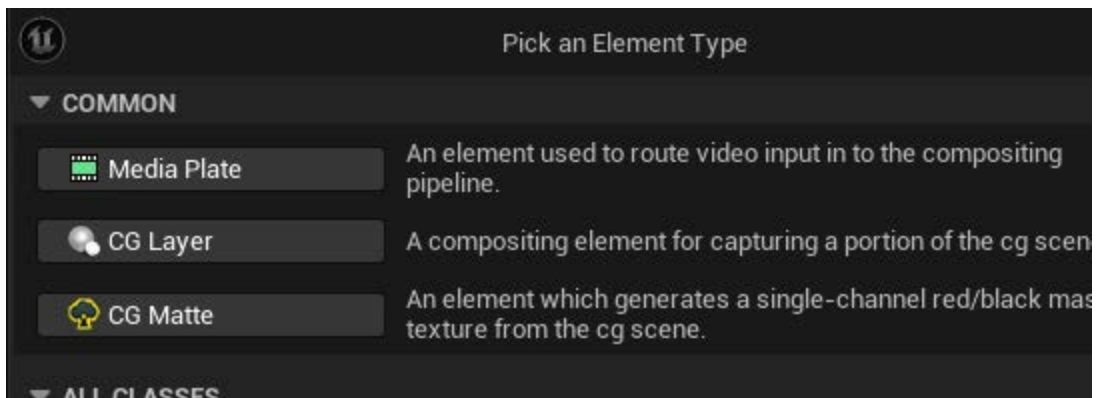 Pick an Element Type
COMMON
Media Plate
An element used to route video input in to the compositing
pipeline.
CG Layer
A compositing element for capturing a portion of the cg
CG Matte
An element which generates a single-channel red/black
texture from the cg scene.
ALL CLASSES